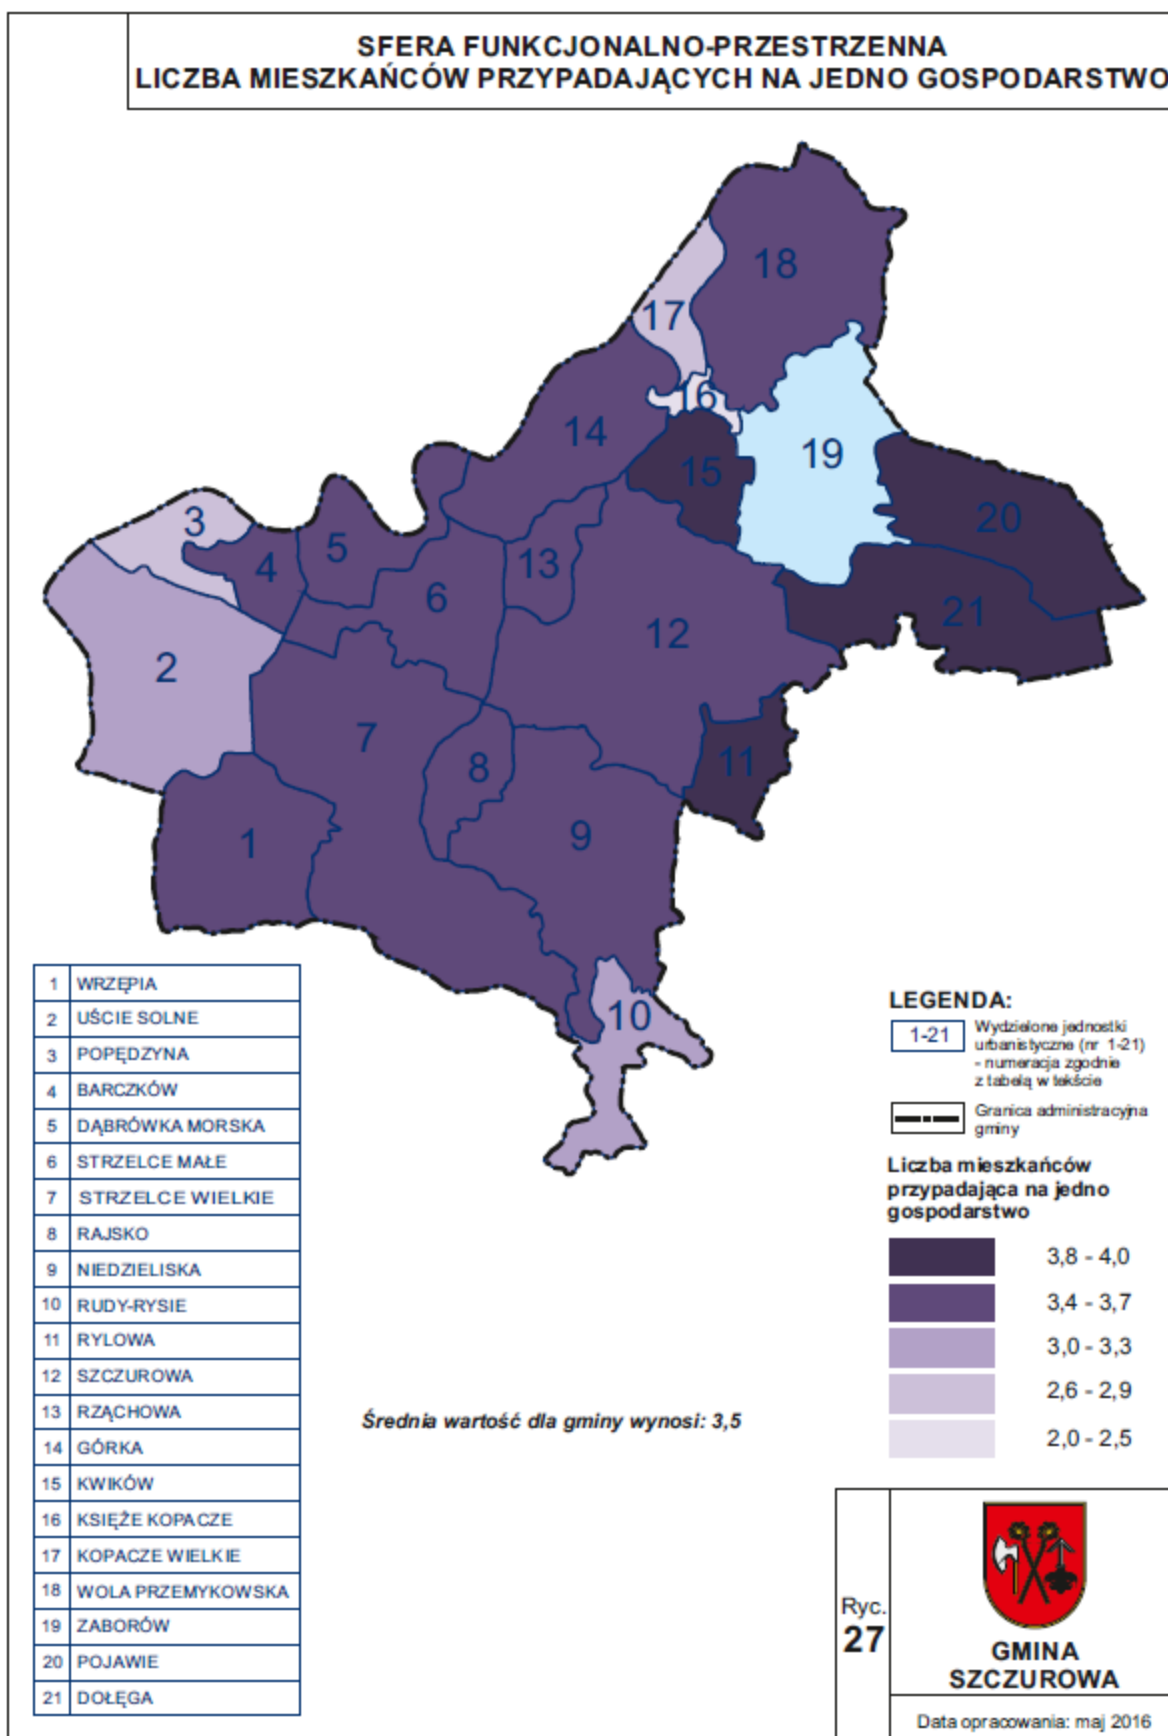 SFERA FUNKCJONALNO-PRZESTRZENNA
LICZBA MIESZKAŃCÓW PRZYPADAJĄCYCH NA JEDNO GOSPODARSTWO
18
17
16
14
19
15
3
20
5
4
13
6
21
12
2
7
11
8
9
1
10
1 WRZĘPIA
2 UŚCIE SOLNE
3 POPĘDZYNA
4 BARCZKÓW
5 DĄBRÓWKA MORSKA
6 STRZELCE MAŁE
7 STRZELCE WIELKIE
8 RAJSKO
9 NIEDZIELISKA
10 RUDY-RYSIE
11 RYLOWA
12 SZCZUROWA
13 RZĄCHOWA
14 GÓRKA
15 KWIKÓW
16 KSIĘŻE KOPACZE
17 KOPACZE WIELKIE
18 WOLA PRZEMYKOWSKA
19 ZABORÓW
20 POJAWIE
21 DOŁĘGA
Średnia wartość dla gminy wynosi: 3,5
LEGENDA:
1-21
Wydzielone jednostki
urbanistyczne (nr 1-21)
- numeracja zgodnie
z tabelą w tekście
Granica administracyjna
gminy
Liczba mieszkańców
przypadająca na jedno
gospodarstwo
3,8 - 4,0
3,4 - 3,7
3,0 - 3,3
2,6 - 2,9
2,0 - 2,5
Ryc.
27
GMINA
SZCZUROWA
Data opracowania: maj 2016